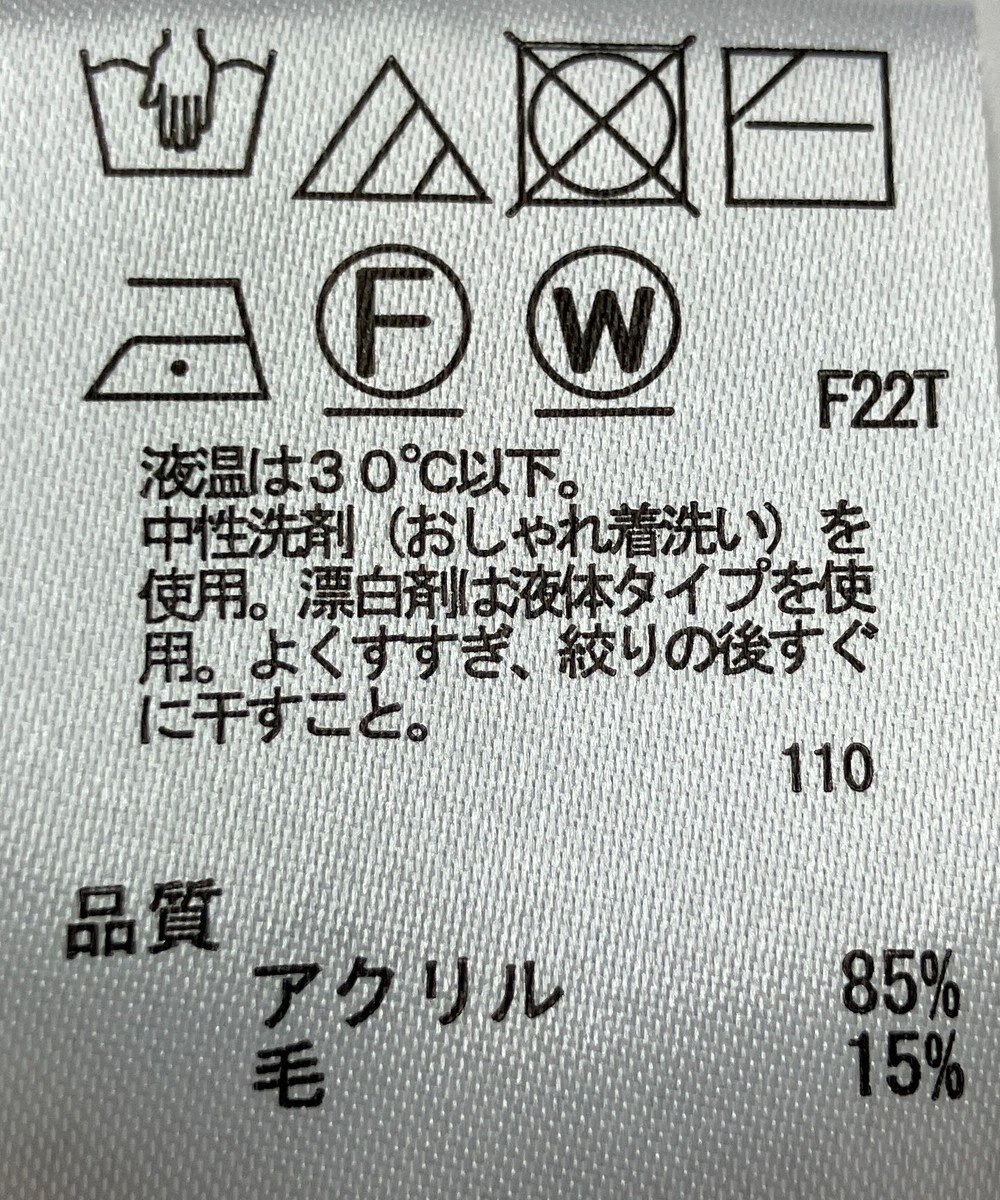 F W
F22T
液温は３０℃以下。
中性洗剤（おしゃれ着洗い）を
使用。漂白剤は液体タイプを使
用。よくすすぎ、絞りの後すぐ
に干すこと。
110
品質
アクリル 85%
毛 15%